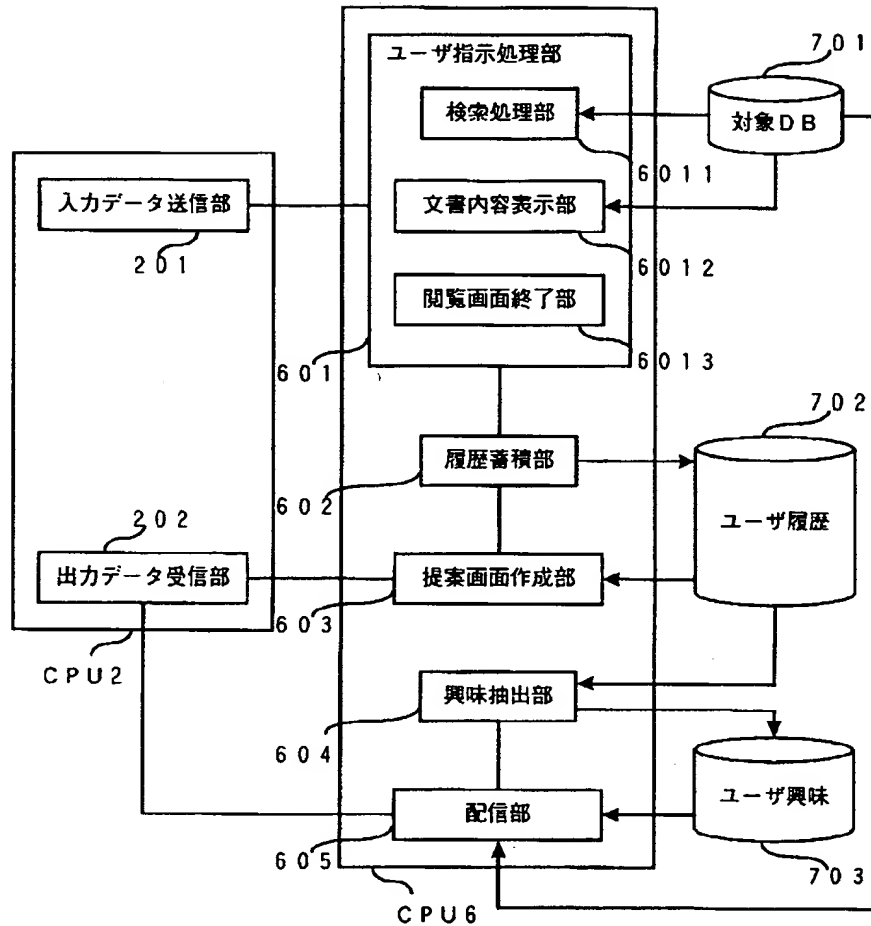 ユーザ指示処理部
701
検索処理部
対象DB
6011
入力データ送信部
文書内容表示部
201
6012
閲覧画面終了部
601
6013
702
履歴蓄積部
602
ユーザ履歴
202
出力データ受信部
提案画面作成部
603
CPU2
興味抽出部
604
ユーザ興味
配信部
605
703
CPU6